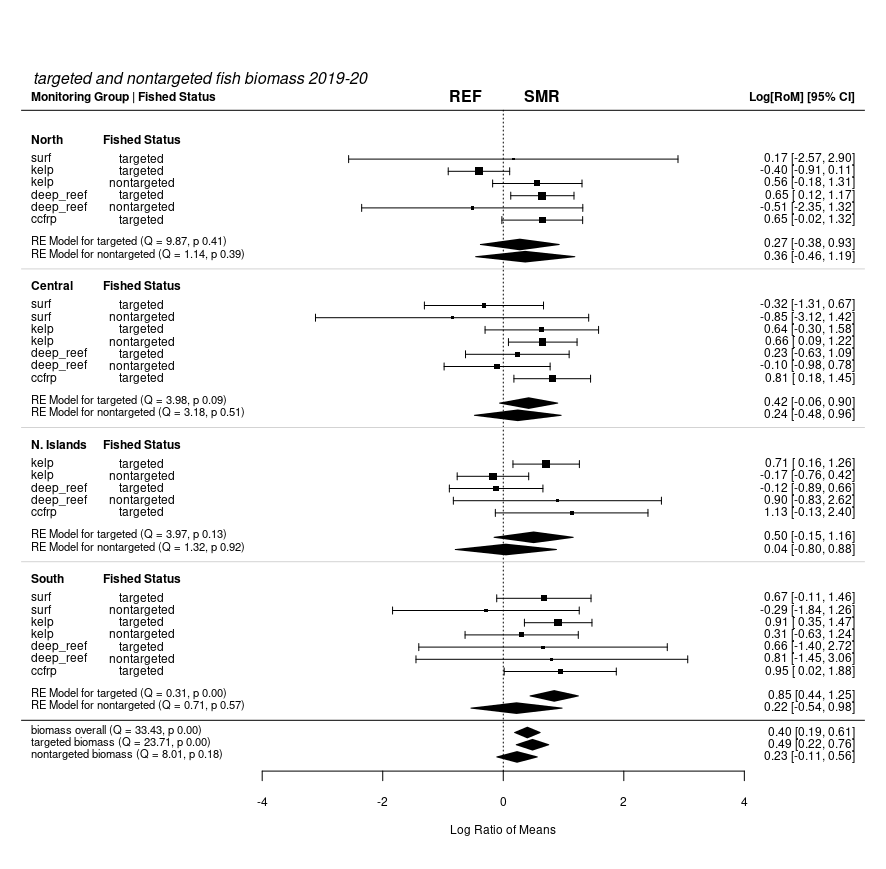 targeted and nontargeted fish biomass 2019-20
Monitoring Group | Fished Status REF SMR Log[RoM] [95% CI]
North Fished Status
surf targeted 0.17 [-2.57, 2.90]
kelp targeted -0.40 [-0.91, 0.11]
kelp nontargeted 0.56 [-0.18, 1.31]
deep_reef targeted 0.65 [ 0.12, 1.17]
deep_reef nontargeted -0.51 [-2.35, 1.32]
ccfrp targeted 0.65 [-0.02, 1.32]
RE Model for targeted (Q = 9.87, p 0.41) 0.27 [-0.38, 0.93]
RE Model for nontargeted (Q = 1.14, p 0.39) 0.36 [-0.46, 1.19]
Central Fished Status
surf targeted -0.32 [-1.31, 0.67]
surf nontargeted -0.85 [-3.12, 1.42]
kelp targeted 0.64 [-0.30, 1.58]
kelp nontargeted 0.66 [ 0.09, 1.22]
deep_reef targeted 0.23 [-0.63, 1.09]
deep_reef nontargeted -0.10 [-0.98, 0.78]
ccfrp targeted 0.81 [ 0.18, 1.45]
RE Model for targeted (Q = 3.98, p 0.09) 0.42 [-0.06, 0.90]
RE Model for nontargeted (Q = 3.18, p 0.51) 0.24 [-0.48, 0.96]
N. Islands Fished Status
kelp targeted 0.71 [ 0.16, 1.26]
kelp nontargeted -0.17 [-0.76, 0.42]
deep_reef targeted -0.12 [-0.89, 0.66]
deep_reef nontargeted 0.90 [-0.83, 2.62]
ccfrp targeted 1.13 [-0.13, 2.40]
RE Model for targeted (Q = 3.97, p 0.13) 0.50 [-0.15, 1.16]
RE Model for nontargeted (Q = 1.32, p 0.92) 0.04 [-0.80, 0.88]
South Fished Status
surf targeted 0.67 [-0.11, 1.46]
surf nontargeted -0.29 [-1.84, 1.26]
kelp targeted 0.91 [ 0.35, 1.47]
kelp nontargeted 0.31 [-0.63, 1.24]
deep_reef targeted 0.66 [-1.40, 2.72]
deep_reef nontargeted 0.81 [-1.45, 3.06]
ccfrp targeted 0.95 [ 0.02, 1.88]
RE Model for targeted (Q = 0.31, p 0.00) 0.85 [0.44, 1.25]
RE Model for nontargeted (Q = 0.71, p 0.57) 0.22 [-0.54, 0.98]
biomass overall (Q = 33.43, p 0.00) 0.40 [0.19, 0.61]
targeted biomass (Q = 23.71, p 0.00) 0.49 [0.22, 0.76]
nontargeted biomass (Q = 8.01, p 0.18) 0.23 [-0.11, 0.56]
-4 -2 0 2 4
Log Ratio of Means